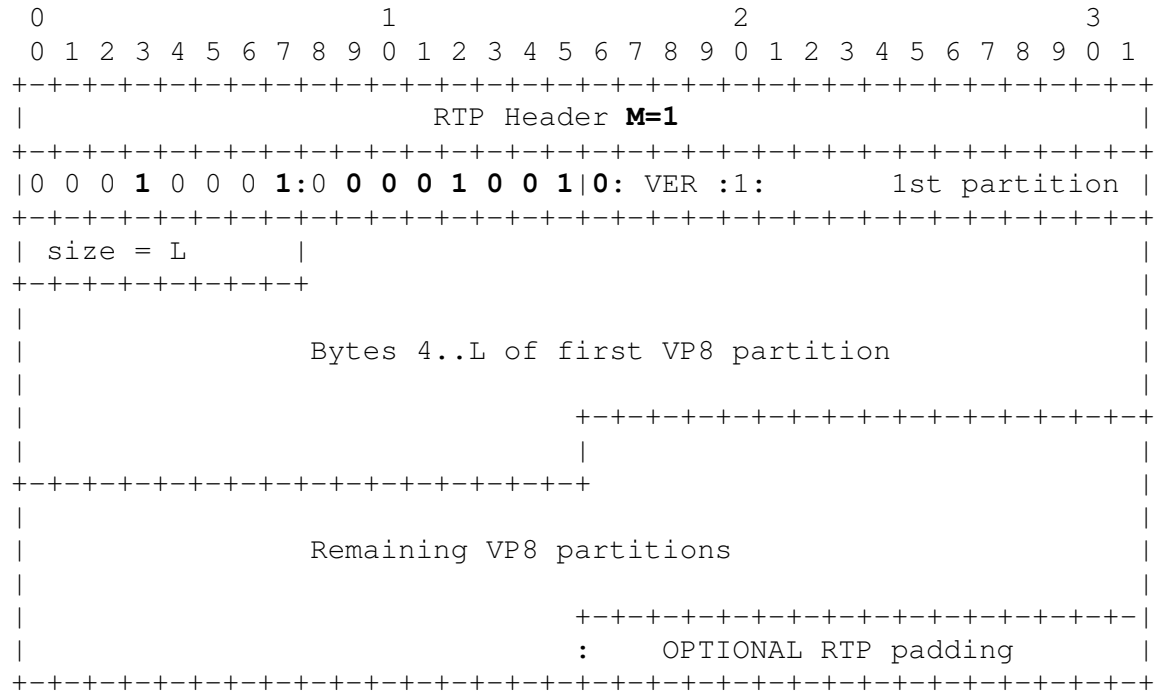 0                   1                   2                   3
 0 1 2 3 4 5 6 7 8 9 0 1 2 3 4 5 6 7 8 9 0 1 2 3 4 5 6 7 8 9 0 1
+-+-+-+-+-+-+-+-+-+-+-+-+-+-+-+-+-+-+-+-+-+-+-+-+-+-+-+-+-+-+-+-+
|                       RTP Header M=1                          |
+-+-+-+-+-+-+-+-+-+-+-+-+-+-+-+-+-+-+-+-+-+-+-+-+-+-+-+-+-+-+-+-+
|0 0 0 1 0 0 0 1:0 0 0 0 1 0 0 1|0: VER :1:       1st partition |
+-+-+-+-+-+-+-+-+-+-+-+-+-+-+-+-+-+-+-+-+-+-+-+-+-+-+-+-+-+-+-+-+
| size = L      |                                               |
+-+-+-+-+-+-+-+-+                                               |
|                                                               |
|                Bytes 4..L of first VP8 partition              |
|                                                               |
|                               +-+-+-+-+-+-+-+-+-+-+-+-+-+-+-+-+
|                               |                               |
+-+-+-+-+-+-+-+-+-+-+-+-+-+-+-+-+                               |
|                                                               |
|                Remaining VP8 partitions                       |
|                                                               |
|                               +-+-+-+-+-+-+-+-+-+-+-+-+-+-+-+-|
|                               :    OPTIONAL RTP padding       |
+-+-+-+-+-+-+-+-+-+-+-+-+-+-+-+-+-+-+-+-+-+-+-+-+-+-+-+-+-+-+-+-+